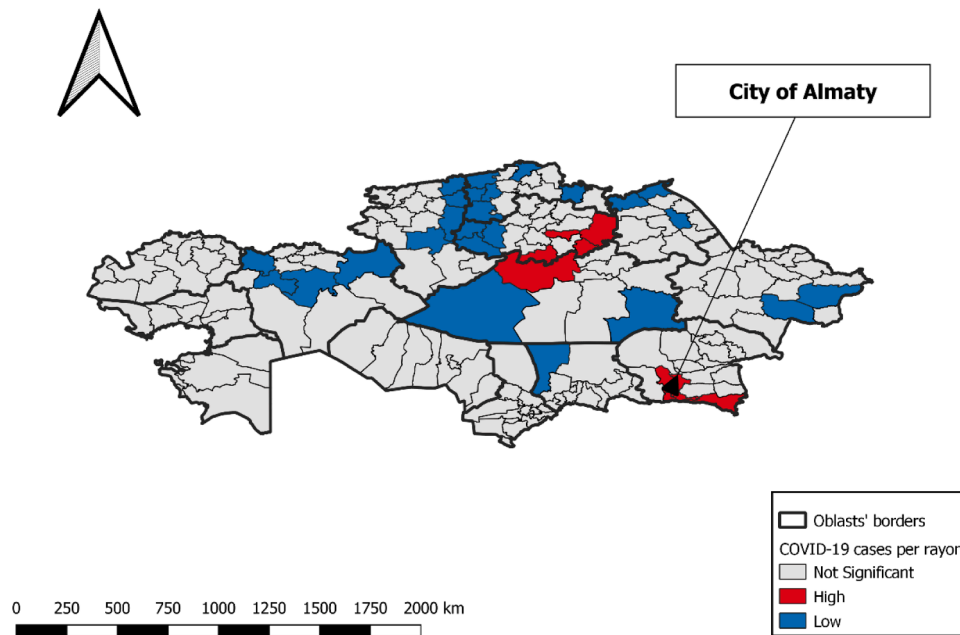 City of Almaty
Oblasts' borders
COVID-19 cases per rayon
Not Significant
High
Low
0 250 500 750 1000 1250 1500 1750 2000 km